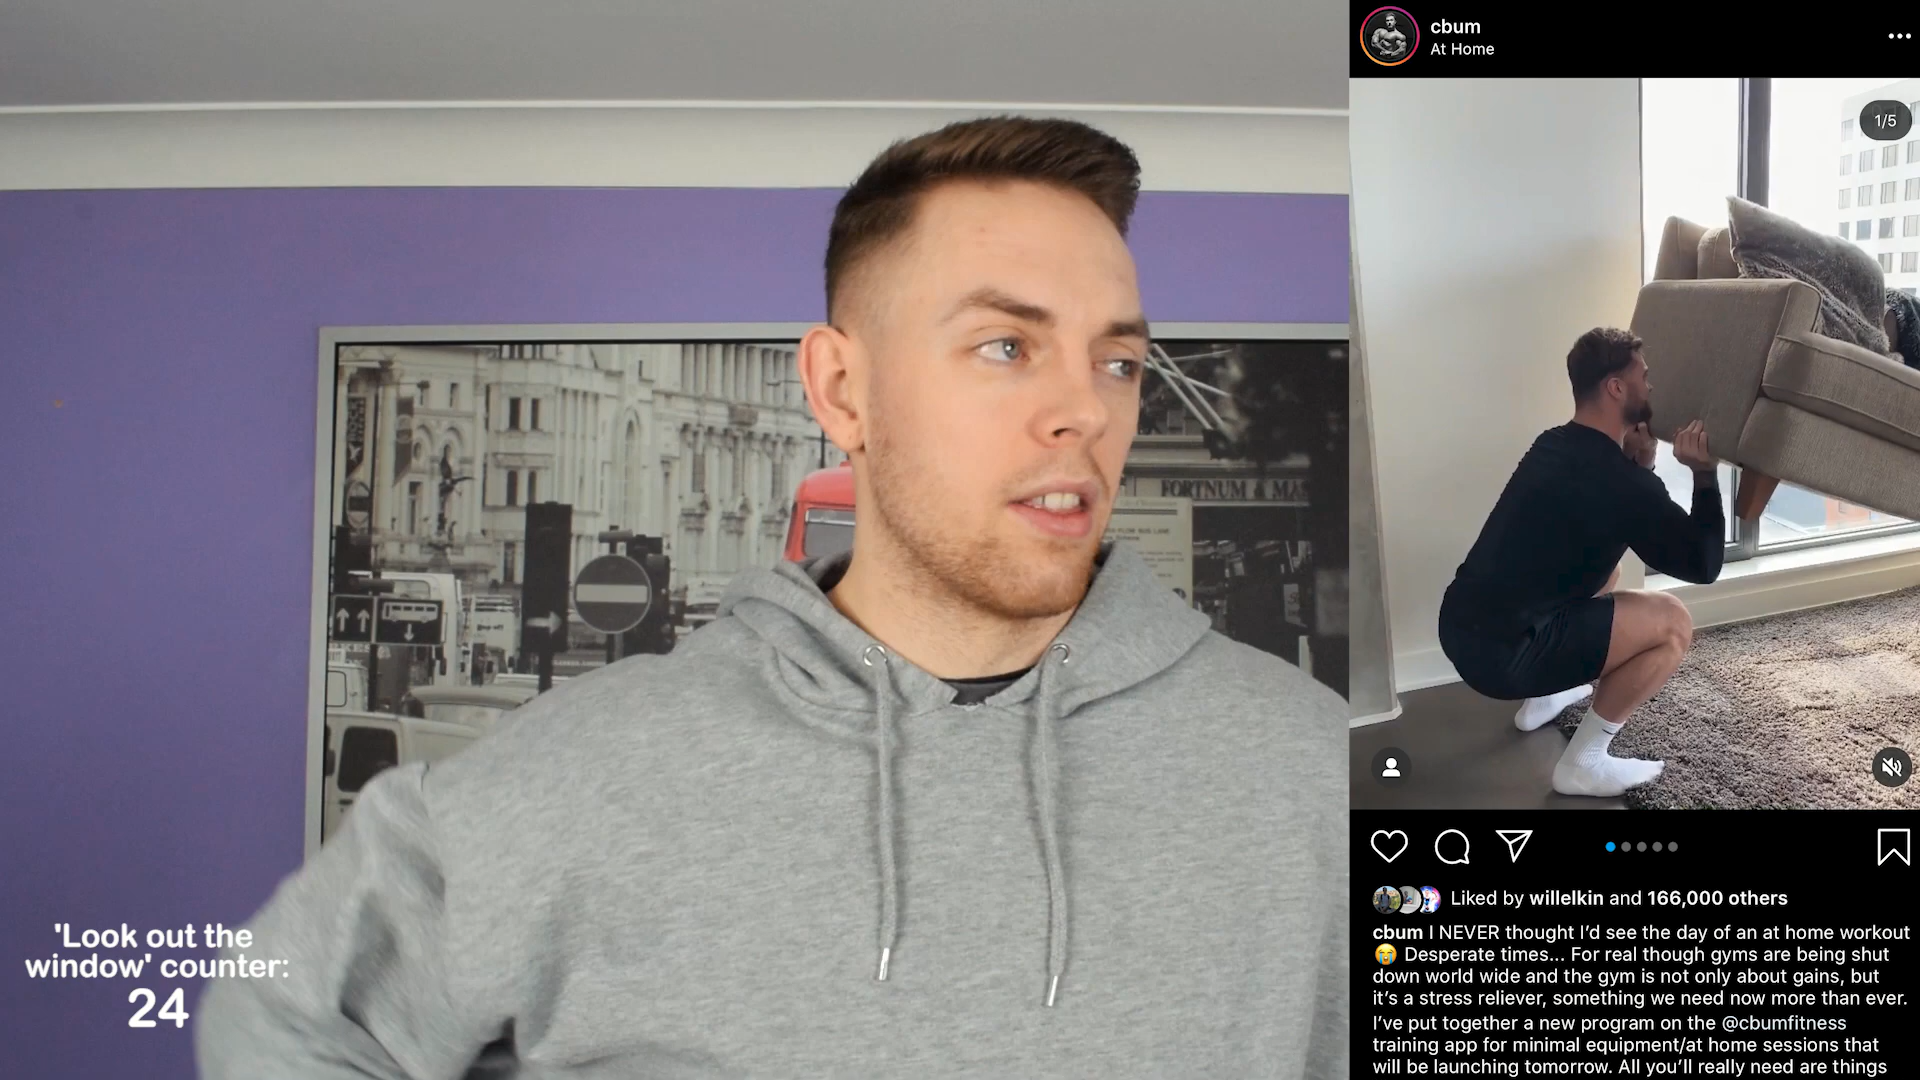 FORTNUM & MAS
'Look out the
window' counter:
24
cbum
At Home
1/5
Liked by willelkin and 166,000 others
cbum I NEVER thought I'd see the day of an at home workout
😭 Desperate times... For real though gyms are being shut
down world wide and the gym is not only about gains, but
it's a stress reliever, something we need now more than ever.
I've put together a new program on the @cbumfitness
training app for minimal equipment/at home sessions that
will be launching tomorrow. All you'll really need are things